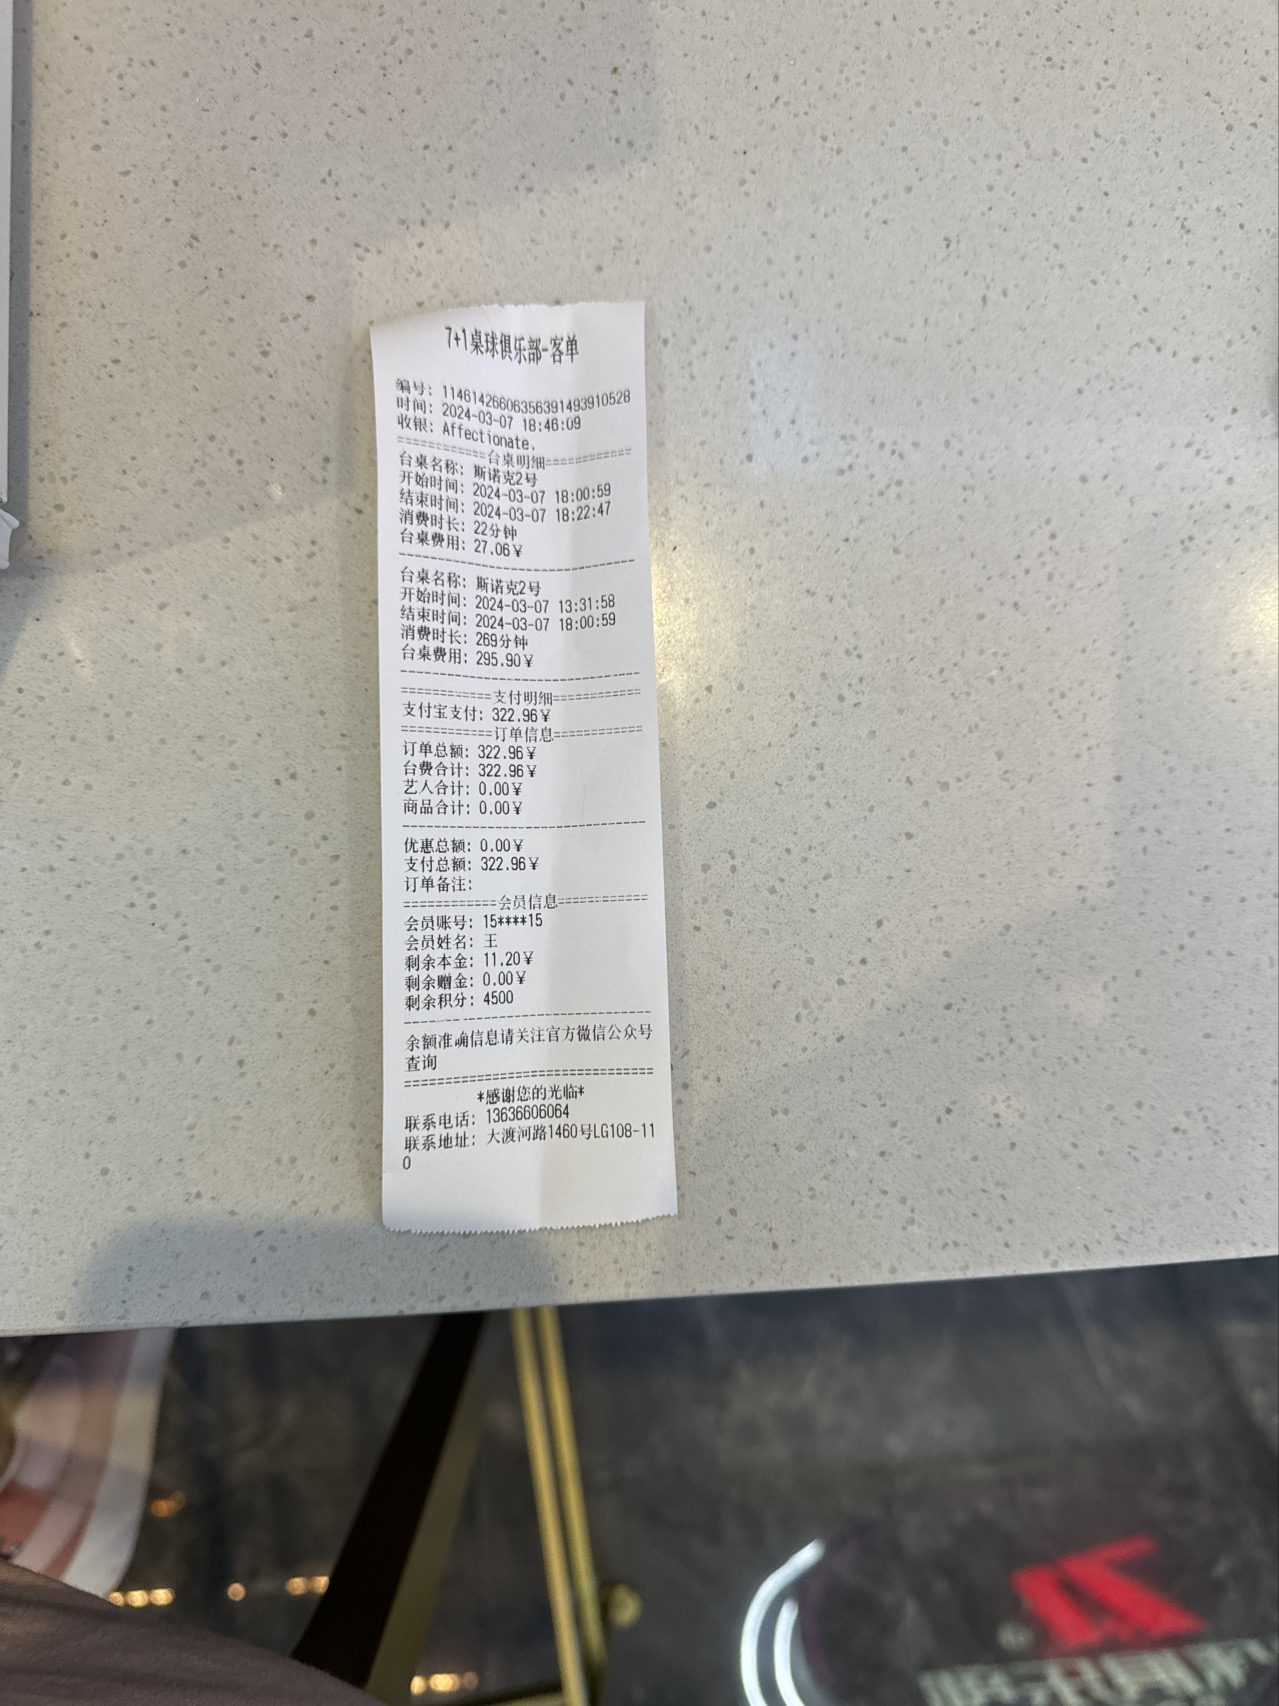 7+1桌球俱乐部-客单
编号: 11461426606356391493910528
时间: 2024-03-07 18:46:09
收银: Affectionate.
============台桌明细============
台桌名称: 斯诺克2号
开始时间: 2024-03-07 18:00:59
结束时间: 2024-03-07 18:22:47
消费时长: 22分钟
台桌费用: 27.06¥
--------------------------------
台桌名称: 斯诺克2号
开始时间: 2024-03-07 13:31:58
结束时间: 2024-03-07 18:00:59
消费时长: 269分钟
台桌费用: 295.90¥
--------------------------------
============支付明细============
支付宝支付: 322.96¥
============订单信息============
订单总额: 322.96¥
台费合计: 322.96¥
艺人合计: 0.00¥
商品合计: 0.00¥
--------------------------------
优惠总额: 0.00¥
支付总额: 322.96¥
订单备注:
============会员信息============
会员账号: 15****15
会员姓名: 王
剩余本金: 11.20¥
剩余赠金: 0.00¥
剩余积分: 4500
--------------------------------
余额准确信息请关注官方微信公众号
查询
================================
*感谢您的光临*
联系电话: 13636606064
联系地址: 大渡河路1460号LG108-11
0